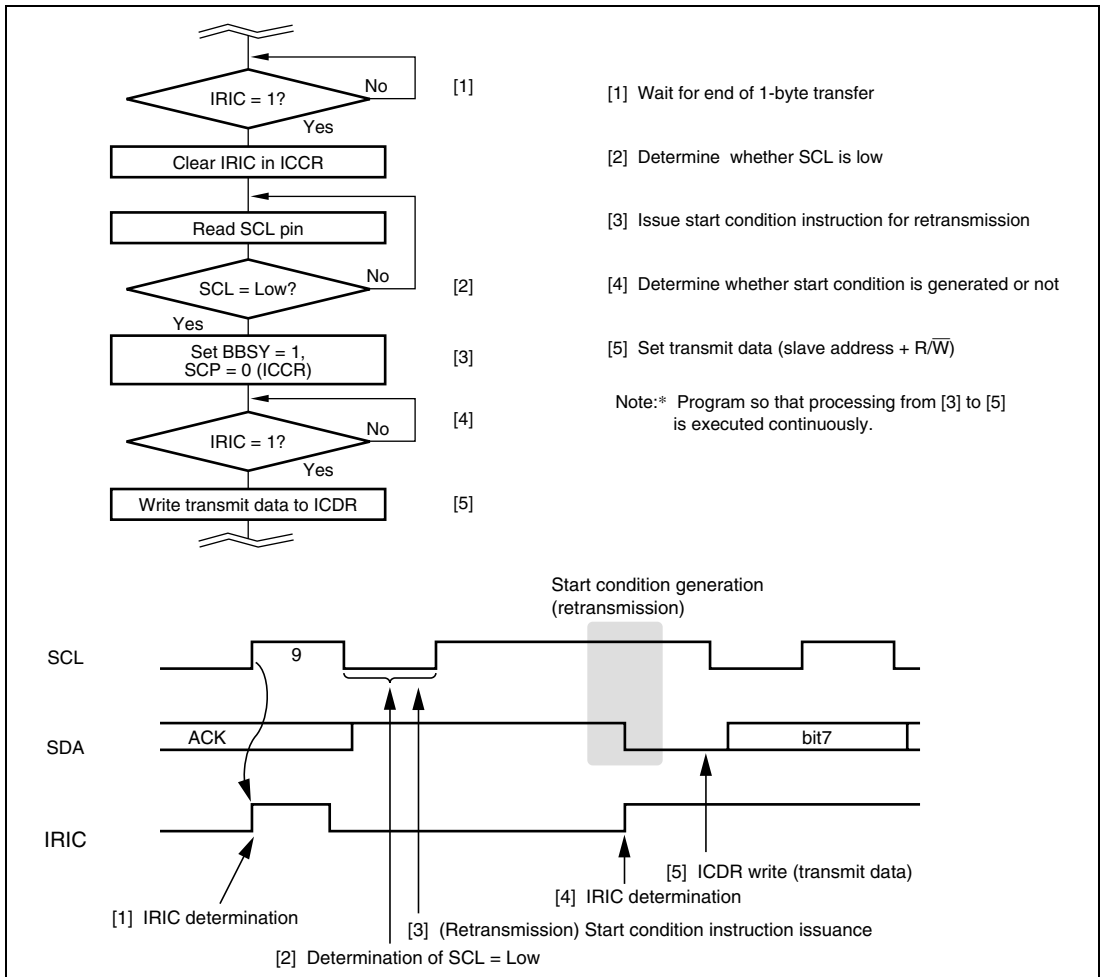 IRIC = 1?
No
[1]
Yes
Clear IRIC in ICCR
Read SCL pin
SCL = Low?
No
[2]
Yes
Set BBSY = 1,
SCP = 0 (ICCR)
[3]
IRIC = 1?
No
[4]
Yes
Write transmit data to ICDR
[5]
[1] Wait for end of 1-byte transfer
[2] Determine whether SCL is low
[3] Issue start condition instruction for retransmission
[4] Determine whether start condition is generated or not
[5] Set transmit data (slave address + R/W̅)
Note:* Program so that processing from [3] to [5]
is executed continuously.
Start condition generation
(retransmission)
SCL
9
SDA
ACK
bit7
IRIC
[5] ICDR write (transmit data)
[4] IRIC determination
[1] IRIC determination
[3] (Retransmission) Start condition instruction issuance
[2] Determination of SCL = Low